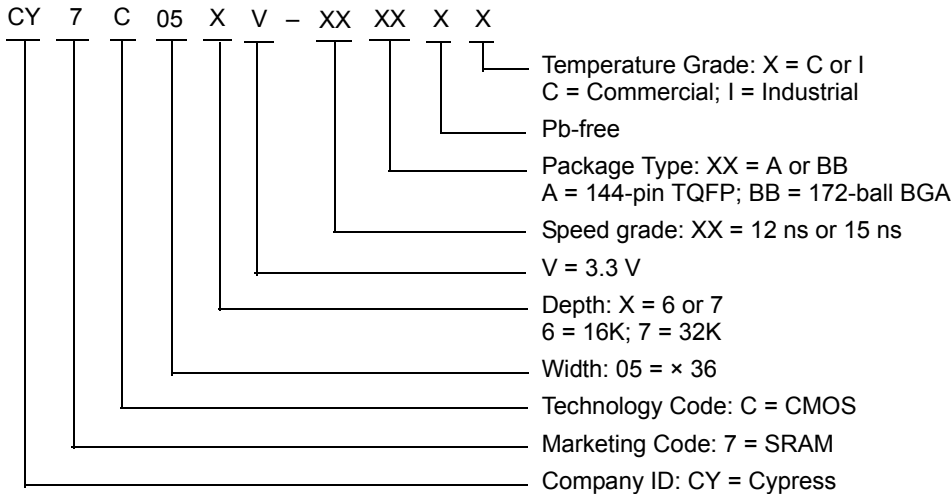 CY 7 C 05 X V – XX XX X X
Temperature Grade: X = C or I
C = Commercial; I = Industrial
Pb-free
Package Type: XX = A or BB
A = 144-pin TQFP; BB = 172-ball BGA
Speed grade: XX = 12 ns or 15 ns
V = 3.3 V
Depth: X = 6 or 7
6 = 16K; 7 = 32K
Width: 05 = × 36
Technology Code: C = CMOS
Marketing Code: 7 = SRAM
Company ID: CY = Cypress